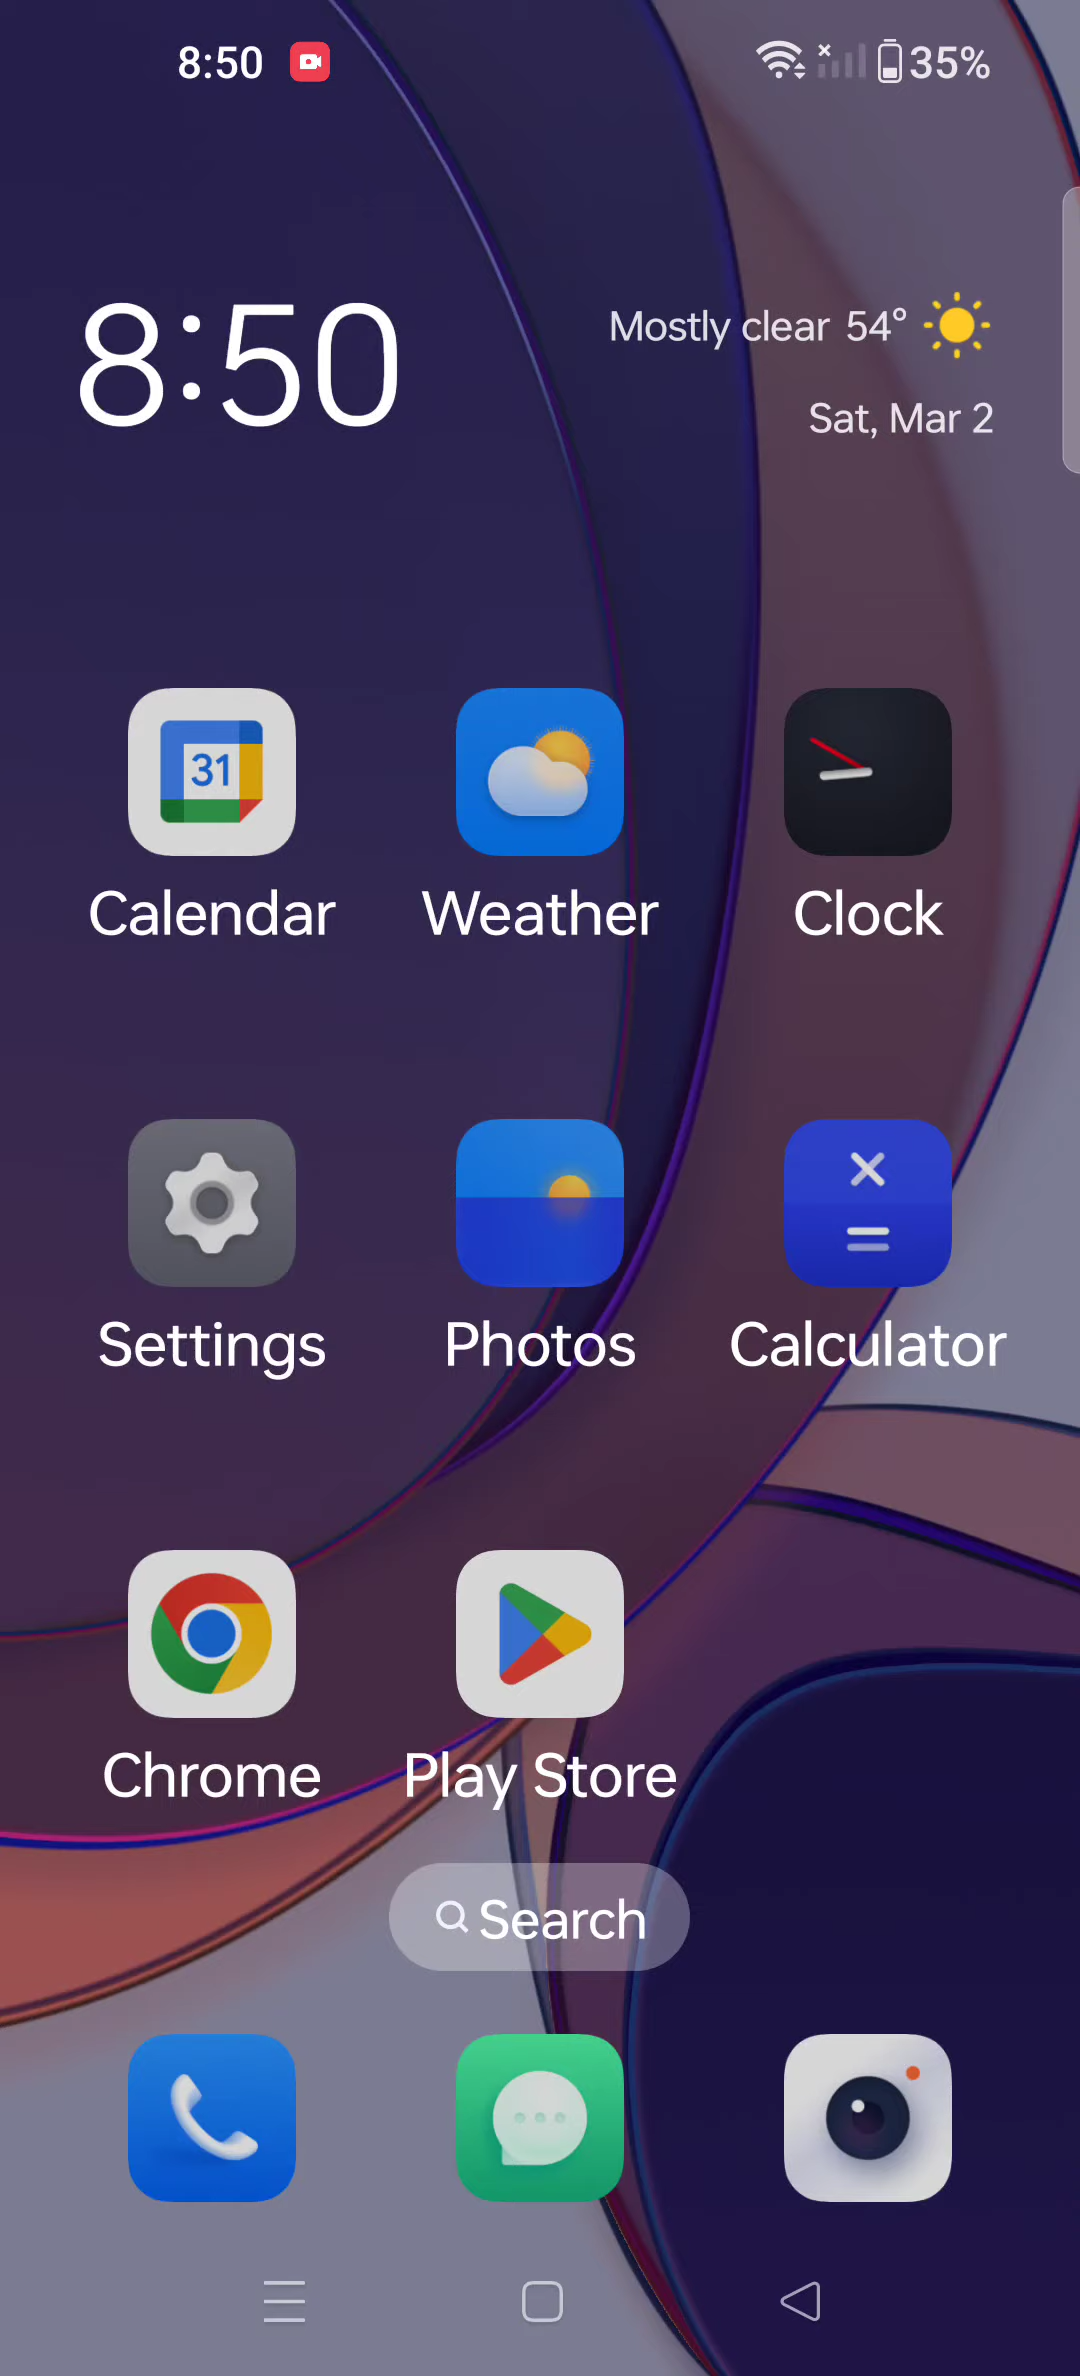 8:50
35%
8:50
Mostly clear 54°
Sat, Mar 2
31
Calendar
Weather
Clock
Settings
Photos
Calculator
Chrome
Play Store
Search